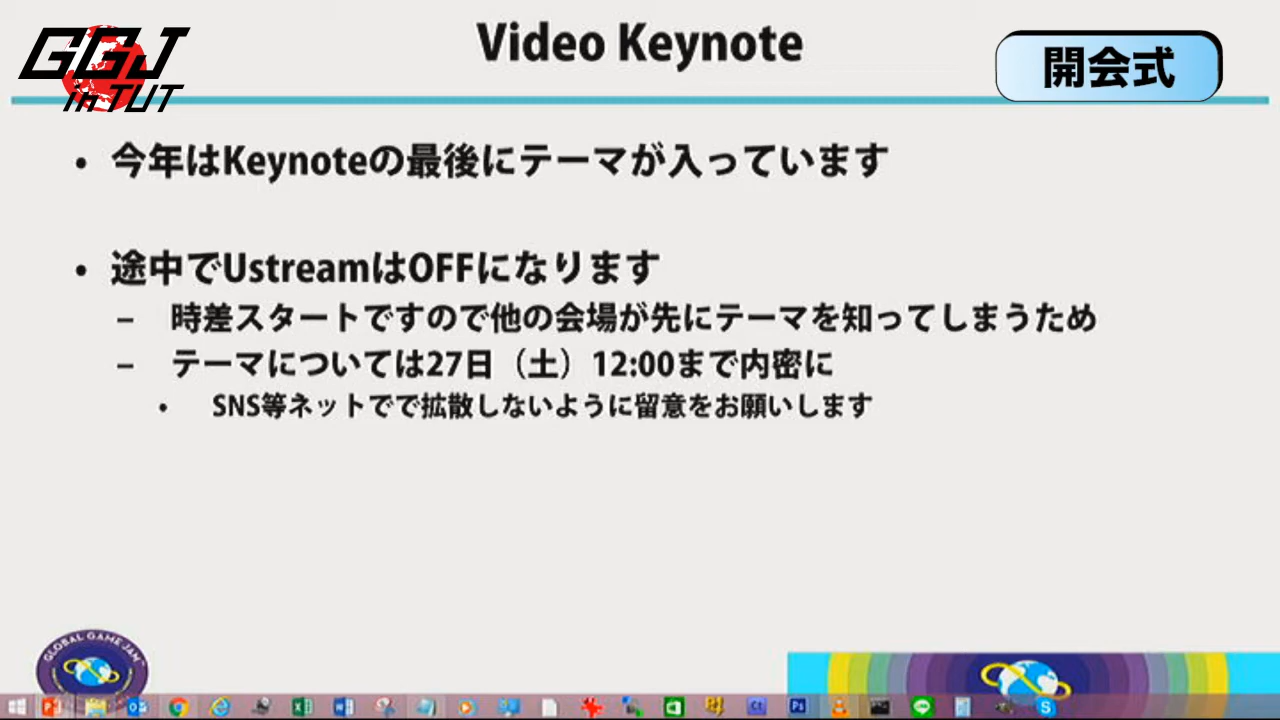 GGJ
in TUT
Video Keynote
開会式
• 今年はKeynoteの最後にテーマが入っています
• 途中でUstreamはOFFになります
– 時差スタートですので他の会場が先にテーマを知ってしまうため
– テーマについては27日（土）12:00まで内密に
• SNS等ネットでで拡散しないように留意をお願いします
GLOBAL GAME JAM